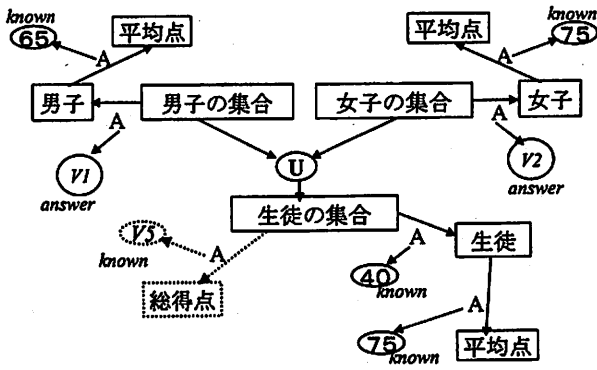 known
65
A
平均点
平均点
A
known
75
男子
男子の集合
女子の集合
女子
A
A
V1
answer
U
V2
answer
生徒の集合
V5
known
A
A
生徒
総得点
40
known
A
75
known
平均点